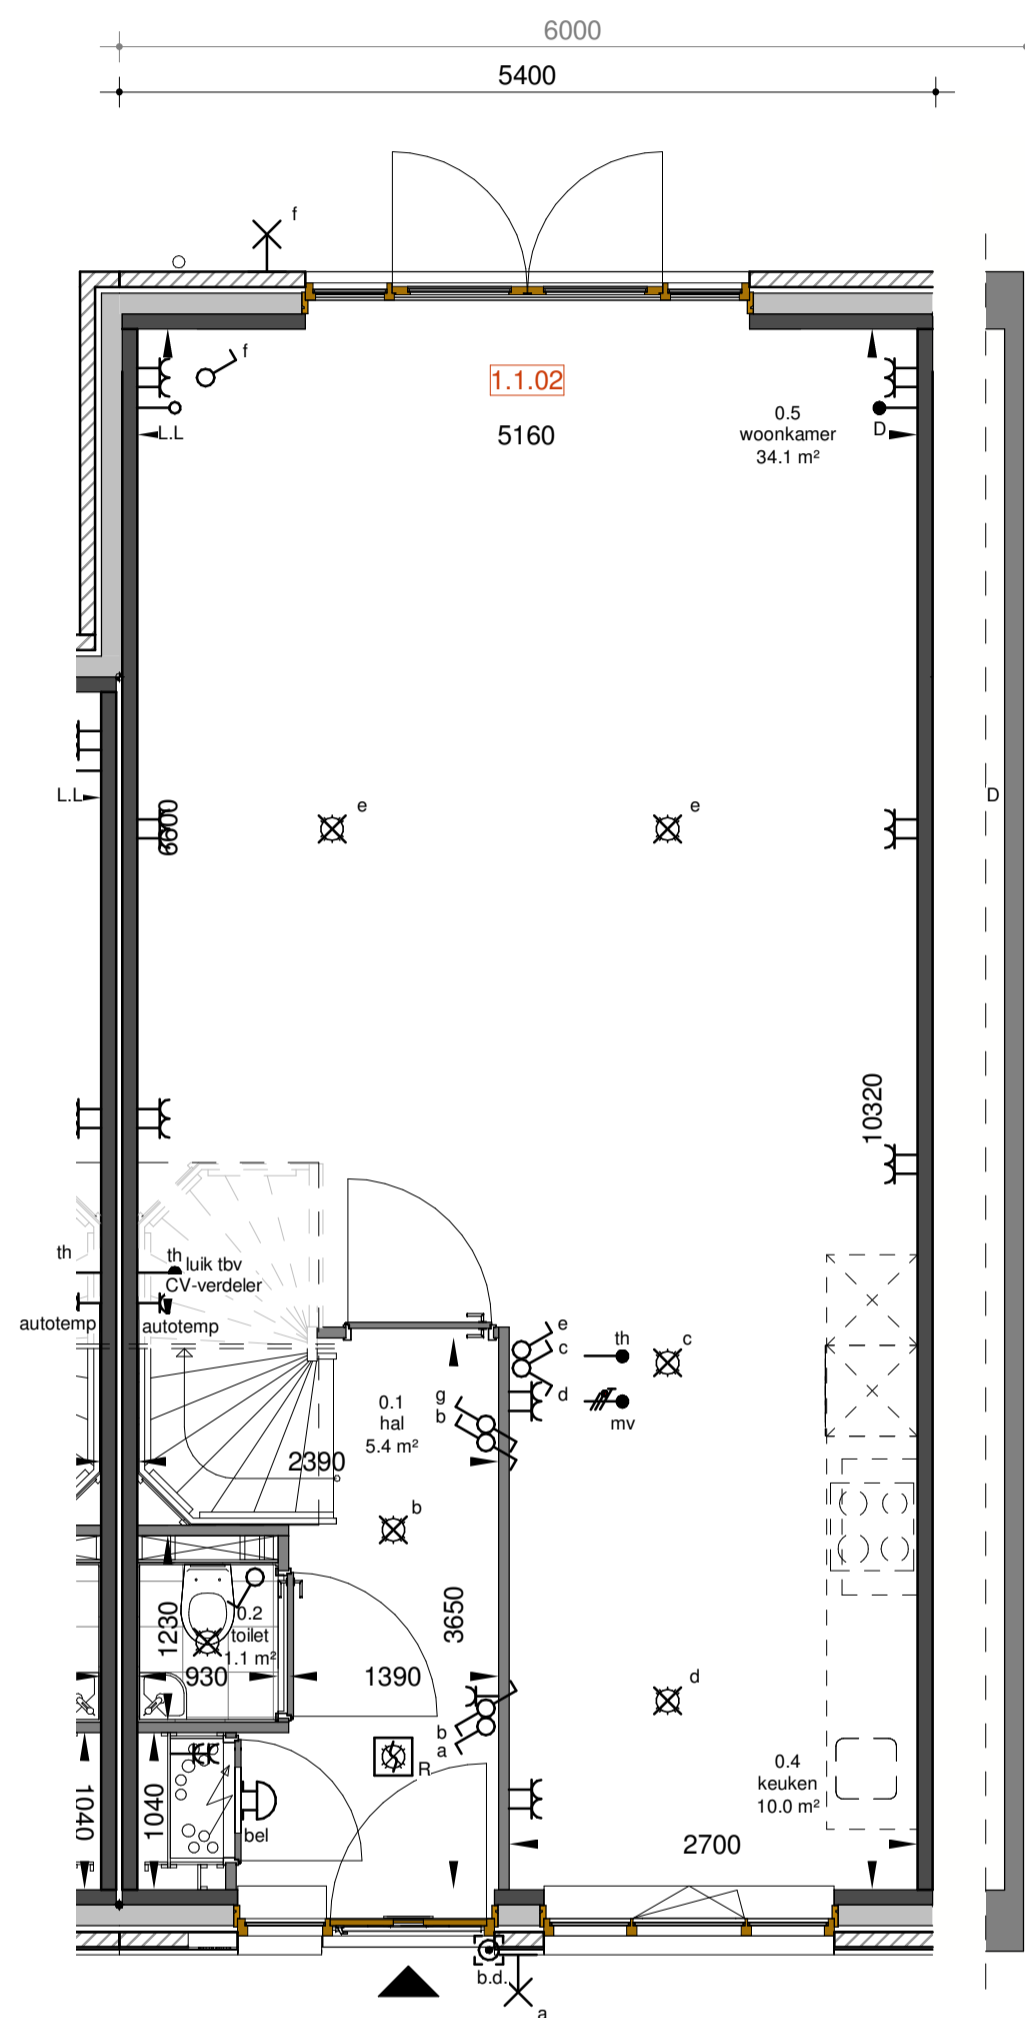 6000
5400
f
f
1.1.02
5160
0.5
woonkamer
34.1 m²
L.L
D
L.L
D
6600
e
e
10320
th
th
luik tbv
CV-verdeler
autotemp
autotemp
e
c
d
th
c
mv
g
b
0.1
hal
5.4 m²
2390
b
3650
1230
0.2
toilet
1.1 m²
930
1390
d
b
a
R
0.4
keuken
10.0 m²
1040
1040
bel
2700
b.d.
a